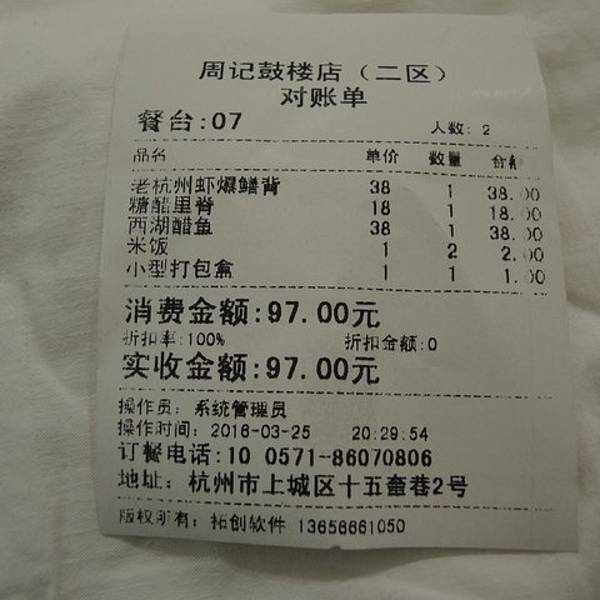 周记鼓楼店（二区）
对账单
餐台:07 人数: 2
品名 单价 数量 合计
老杭州虾爆鳝背 38 1 38.00
糖醋里脊 18 1 18.00
西湖醋鱼 38 1 38.00
米饭 1 2 2.00
小型打包盒 1 1 1.00
消费金额:97.00元
折扣率:100% 折扣金额:0
实收金额:97.00元
操作员: 系统管理员
操作时间: 2016-03-25 20:29:54
订餐电话:10 0571-86070806
地址: 杭州市上城区十五奎巷2号
版权所有: 拓创软件 13656661050